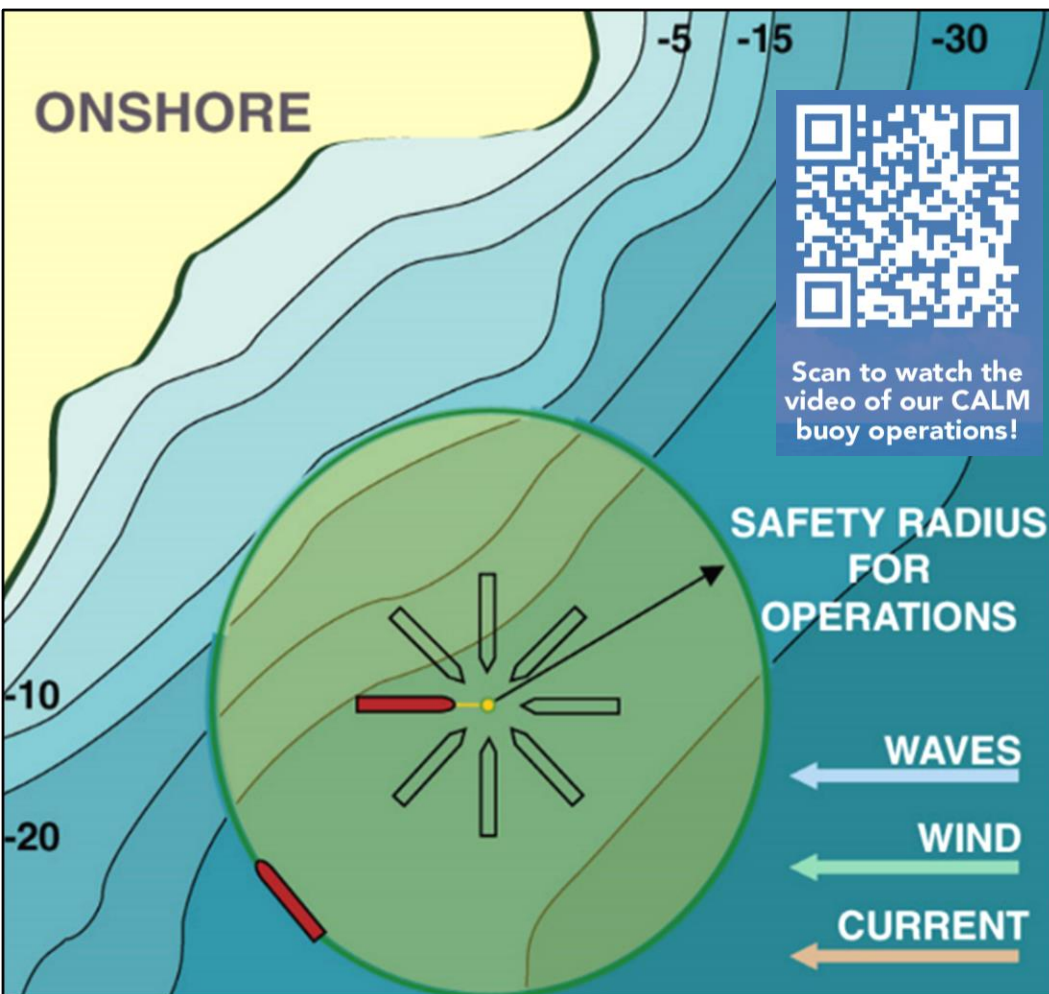 -5 -15 -30
ONSHORE
Scan to watch the
video of our CALM
buoy operations!
SAFETY RADIUS
FOR
OPERATIONS
-10
WAVES
-20
WIND
CURRENT